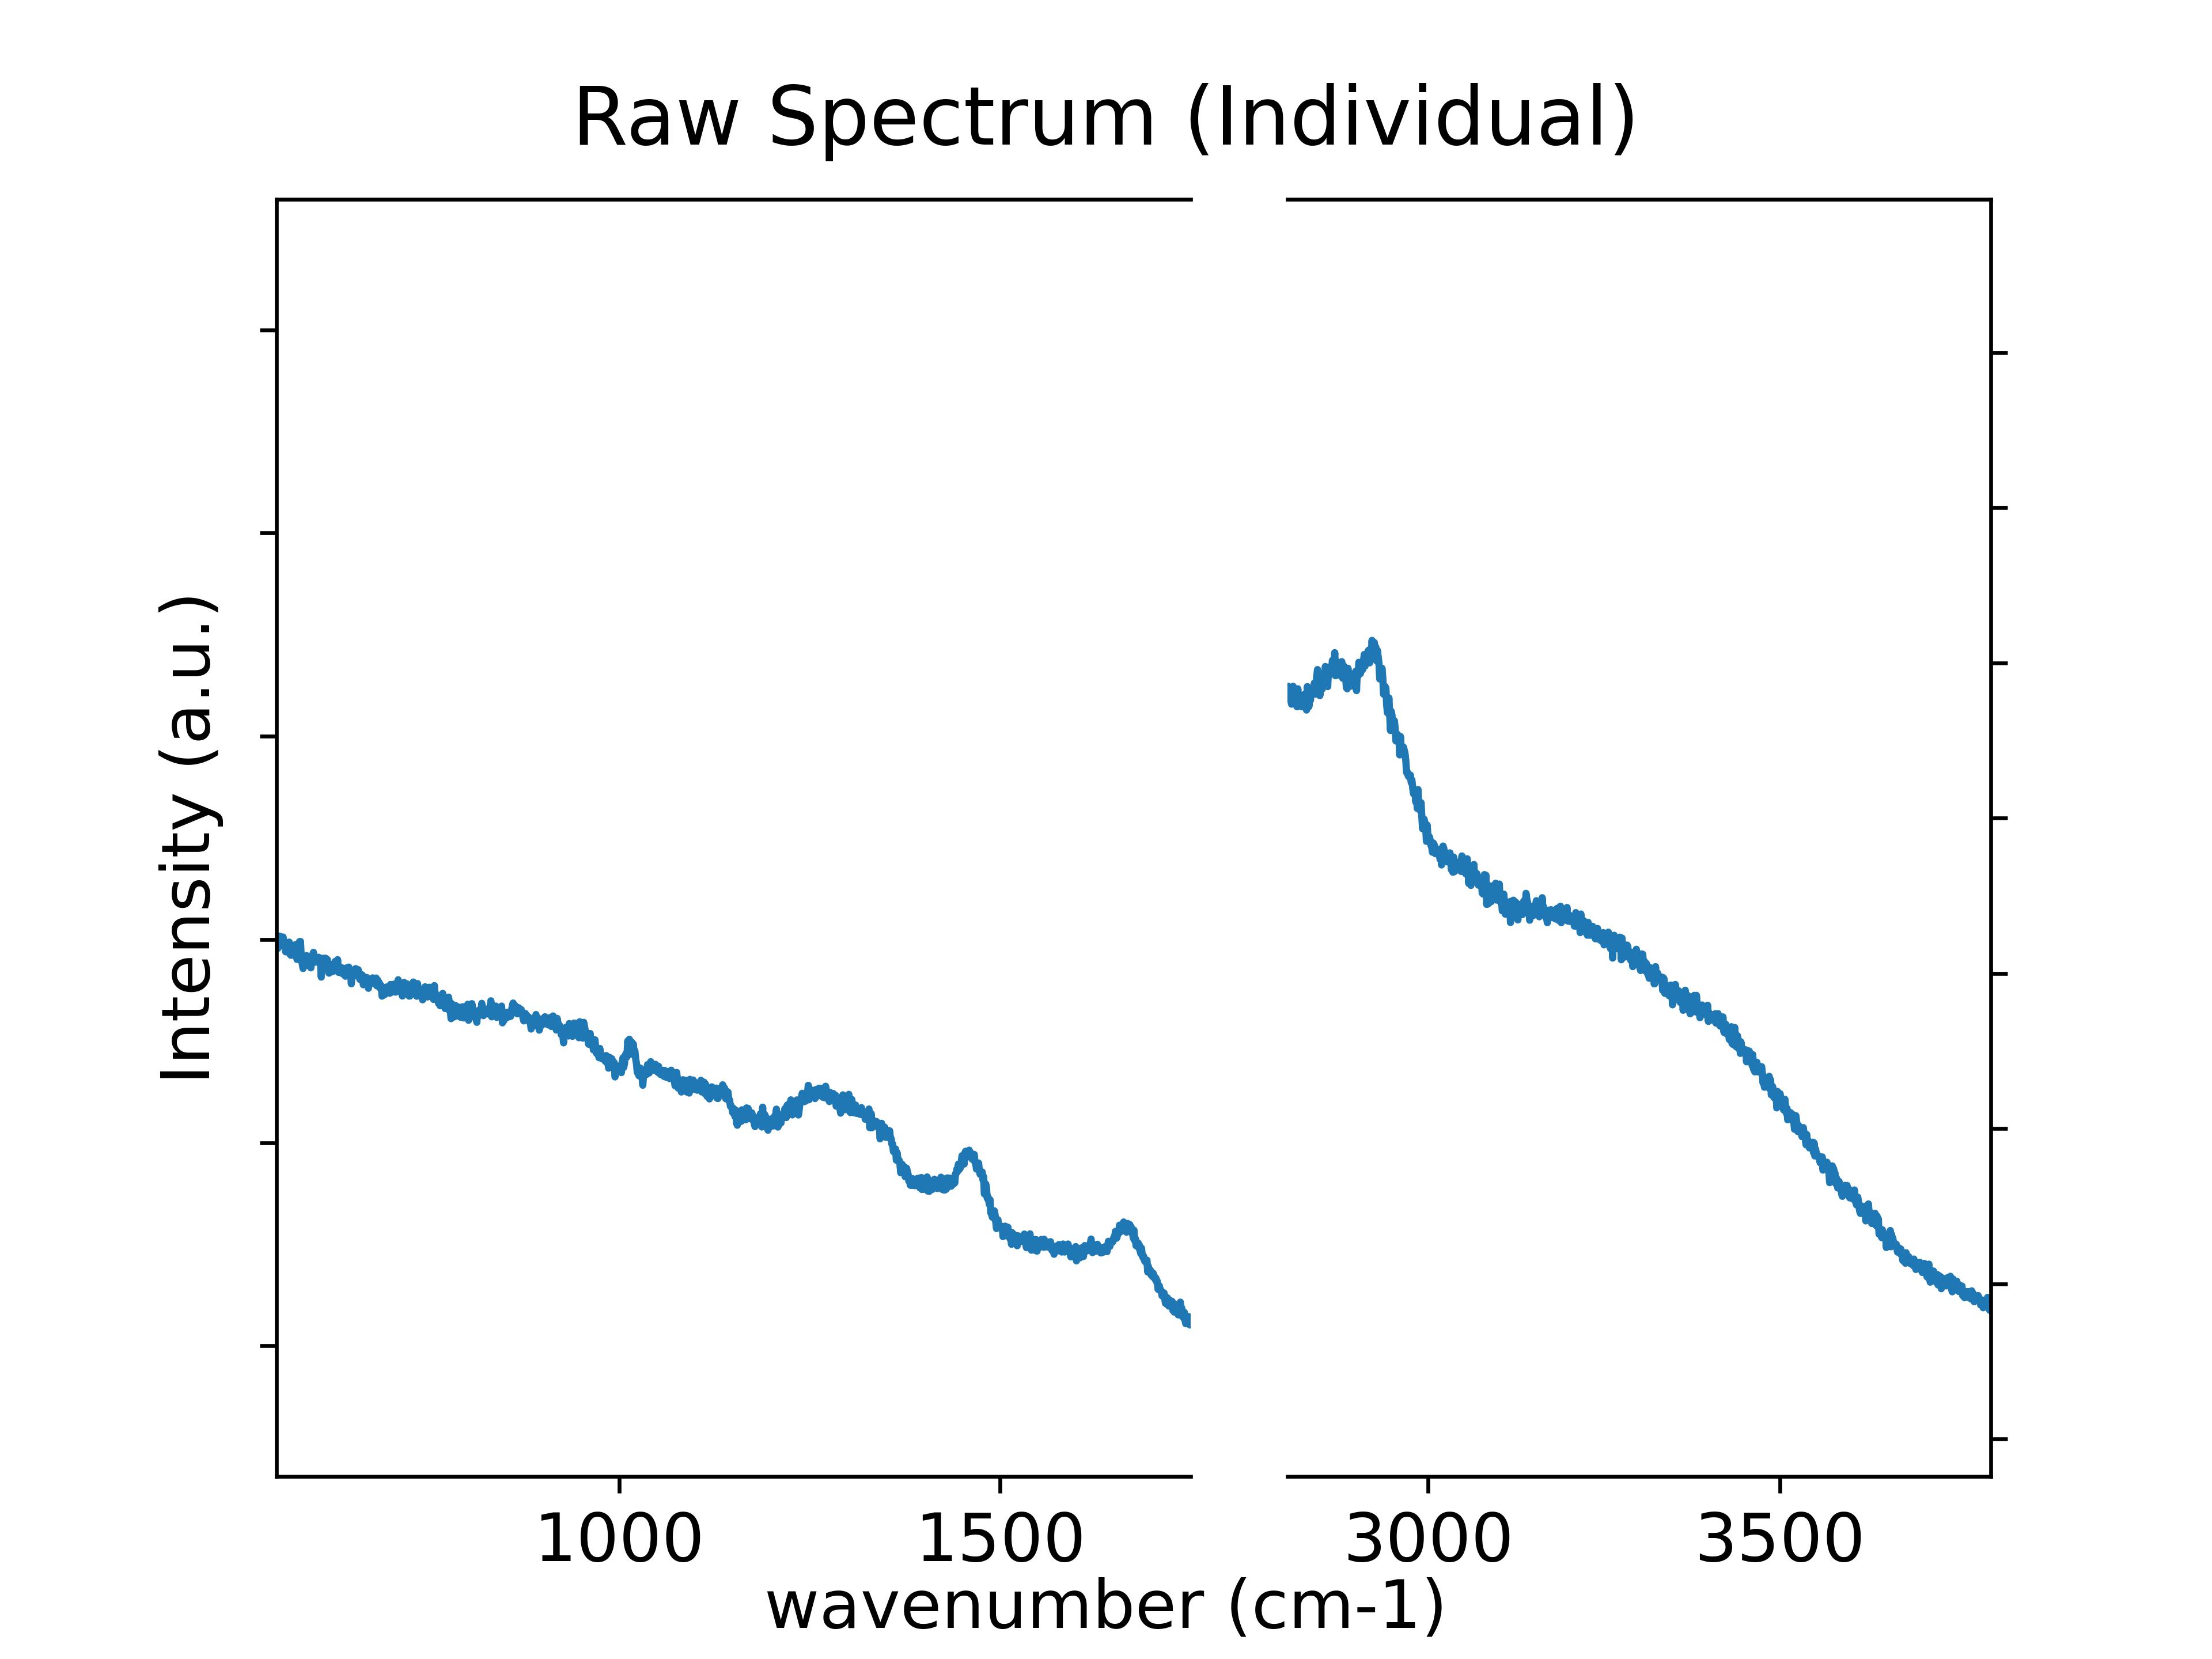 Raw Spectrum (Individual)
Intensity (a.u.)
1000 1500 3000 3500
wavenumber (cm-1)